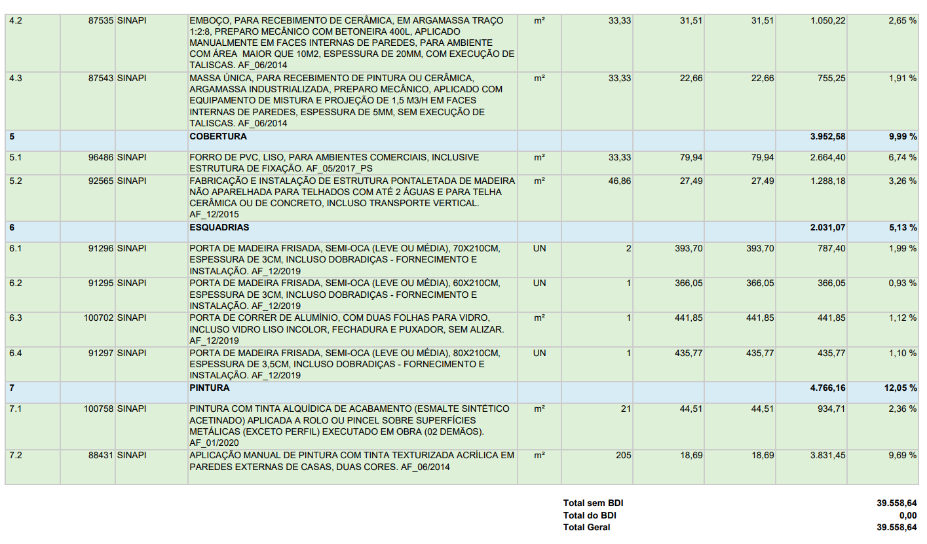 4.2 87535 SINAPI EMBOÇO, PARA RECEBIMENTO DE CERÂMICA, EM ARGAMASSA TRAÇO m² 33,33 31,51 31,51 1.050,22 2,65 %
1:2:8, PREPARO MECÂNICO COM BETONEIRA 400L, APLICADO
MANUALMENTE EM FACES INTERNAS DE PAREDES, PARA AMBIENTE
COM ÁREA MAIOR QUE 10M2, ESPESSURA DE 20MM, COM EXECUÇÃO DE
TALISCAS. AF_06/2014
4.3 87543 SINAPI MASSA ÚNICA, PARA RECEBIMENTO DE PINTURA OU CERÂMICA, m² 33,33 22,66 22,66 755,25 1,91 %
ARGAMASSA INDUSTRIALIZADA, PREPARO MECÂNICO, APLICADO COM
EQUIPAMENTO DE MISTURA E PROJEÇÃO DE 1,5 M3/H EM FACES
INTERNAS DE PAREDES, ESPESSURA DE 5MM, SEM EXECUÇÃO DE
TALISCAS. AF_06/2014
5 COBERTURA 3.952,58 9,99 %
5.1 96486 SINAPI FORRO DE PVC, LISO, PARA AMBIENTES COMERCIAIS, INCLUSIVE m² 33,33 79,94 79,94 2.664,40 6,74 %
ESTRUTURA DE FIXAÇÃO. AF_05/2017_PS
5.2 92565 SINAPI FABRICAÇÃO E INSTALAÇÃO DE ESTRUTURA PONTALETADA DE MADEIRA m² 46,86 27,49 27,49 1.288,18 3,26 %
NÃO APARELHADA PARA TELHADOS COM ATÉ 2 ÁGUAS E PARA TELHA
CERÂMICA OU DE CONCRETO, INCLUSO TRANSPORTE VERTICAL.
AF_12/2015
6 ESQUADRIAS 2.031,07 5,13 %
6.1 91296 SINAPI PORTA DE MADEIRA FRISADA, SEMI-OCA (LEVE OU MÉDIA), 70X210CM, UN 2 393,70 393,70 787,40 1,99 %
ESPESSURA DE 3CM, INCLUSO DOBRADIÇAS - FORNECIMENTO E
INSTALAÇÃO. AF_12/2019
6.2 91295 SINAPI PORTA DE MADEIRA FRISADA, SEMI-OCA (LEVE OU MÉDIA), 60X210CM, UN 1 366,05 366,05 366,05 0,93 %
ESPESSURA DE 3CM, INCLUSO DOBRADIÇAS - FORNECIMENTO E
INSTALAÇÃO. AF_12/2019
6.3 100702 SINAPI PORTA DE CORRER DE ALUMÍNIO, COM DUAS FOLHAS PARA VIDRO, m² 1 441,85 441,85 441,85 1,12 %
INCLUSO VIDRO LISO INCOLOR, FECHADURA E PUXADOR, SEM ALIZAR.
AF_12/2019
6.4 91297 SINAPI PORTA DE MADEIRA FRISADA, SEMI-OCA (LEVE OU MÉDIA), 80X210CM, UN 1 435,77 435,77 435,77 1,10 %
ESPESSURA DE 3,5CM, INCLUSO DOBRADIÇAS - FORNECIMENTO E
INSTALAÇÃO. AF_12/2019
7 PINTURA 4.766,16 12,05 %
7.1 100758 SINAPI PINTURA COM TINTA ALQUÍDICA DE ACABAMENTO (ESMALTE SINTÉTICO m² 21 44,51 44,51 934,71 2,36 %
ACETINADO) APLICADA A ROLO OU PINCEL SOBRE SUPERFÍCIES
METÁLICAS (EXCETO PERFIL) EXECUTADO EM OBRA (02 DEMÃOS).
AF_01/2020
7.2 88431 SINAPI APLICAÇÃO MANUAL DE PINTURA COM TINTA TEXTURIZADA ACRÍLICA EM m² 205 18,69 18,69 3.831,45 9,69 %
PAREDES EXTERNAS DE CASAS, DUAS CORES. AF_06/2014
Total sem BDI 39.558,64
Total do BDI 0,00
Total Geral 39.558,64